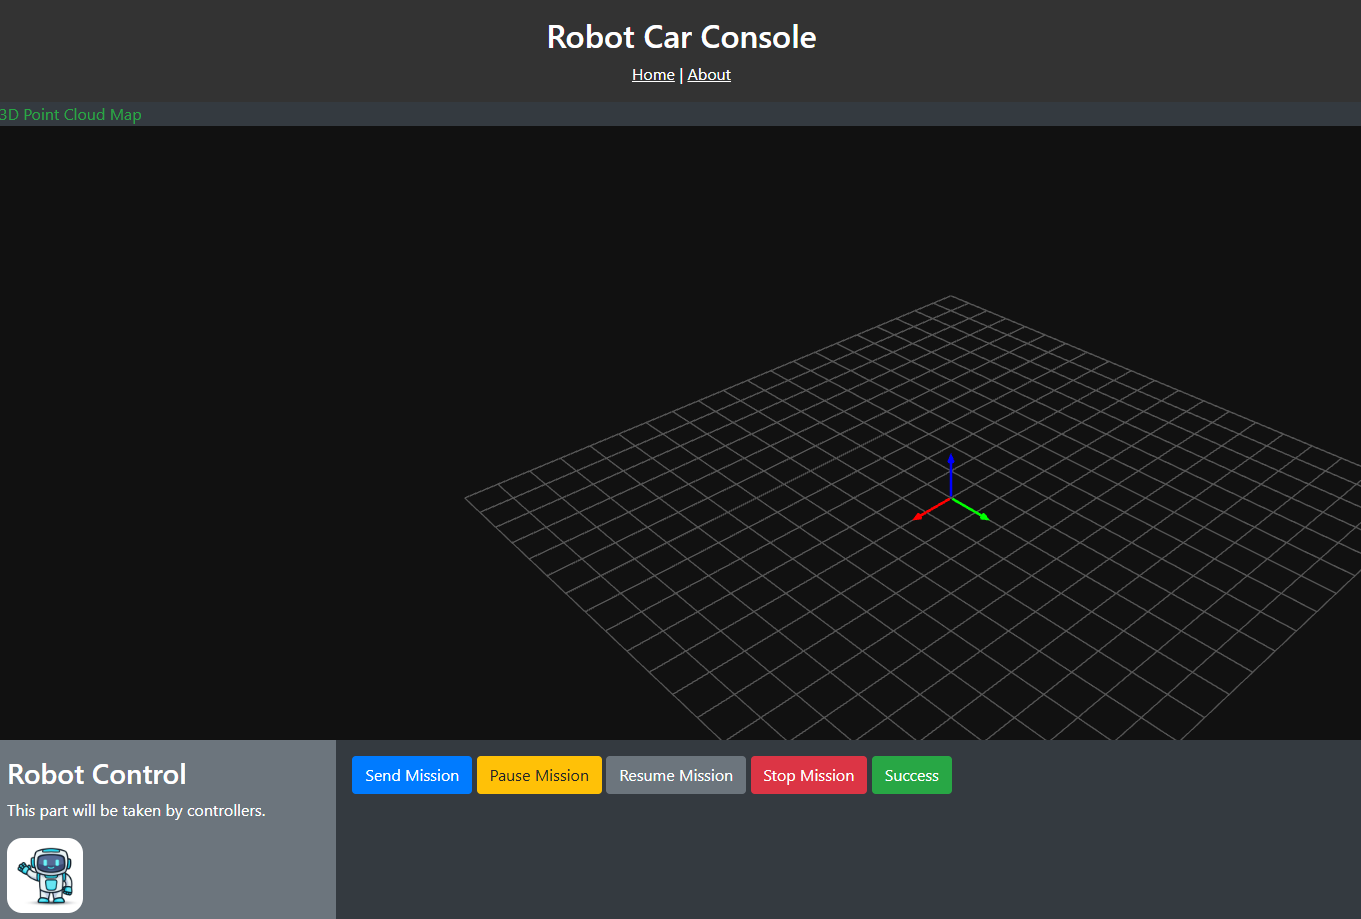 Robot Car Console
Home | About
3D Point Cloud Map
Robot Control
This part will be taken by controllers.
Send Mission
Pause Mission
Resume Mission
Stop Mission
Success